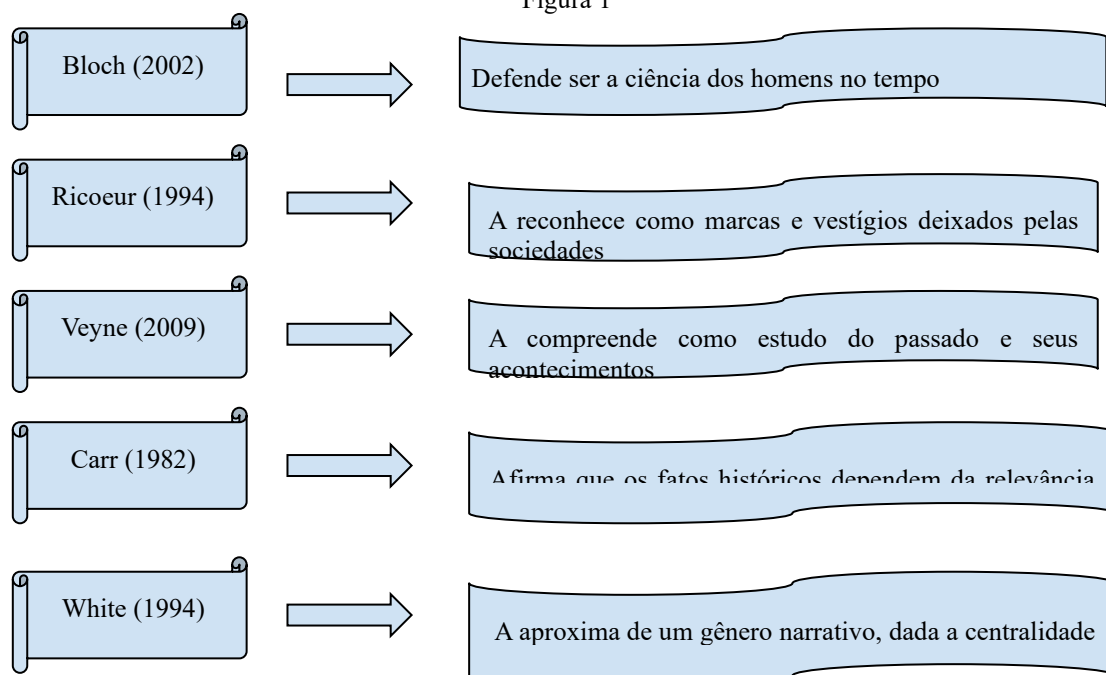 Figura 1
Bloch (2002)
Defende ser a ciência dos homens no tempo
Ricoeur (1994)
A reconhece como marcas e vestígios deixados pelas
sociedades
Veyne (2009)
A compreende como estudo do passado e seus
acontecimentos
Carr (1982)
Afirma que os fatos históricos dependem da relevância
White (1994)
A aproxima de um gênero narrativo, dada a centralidade